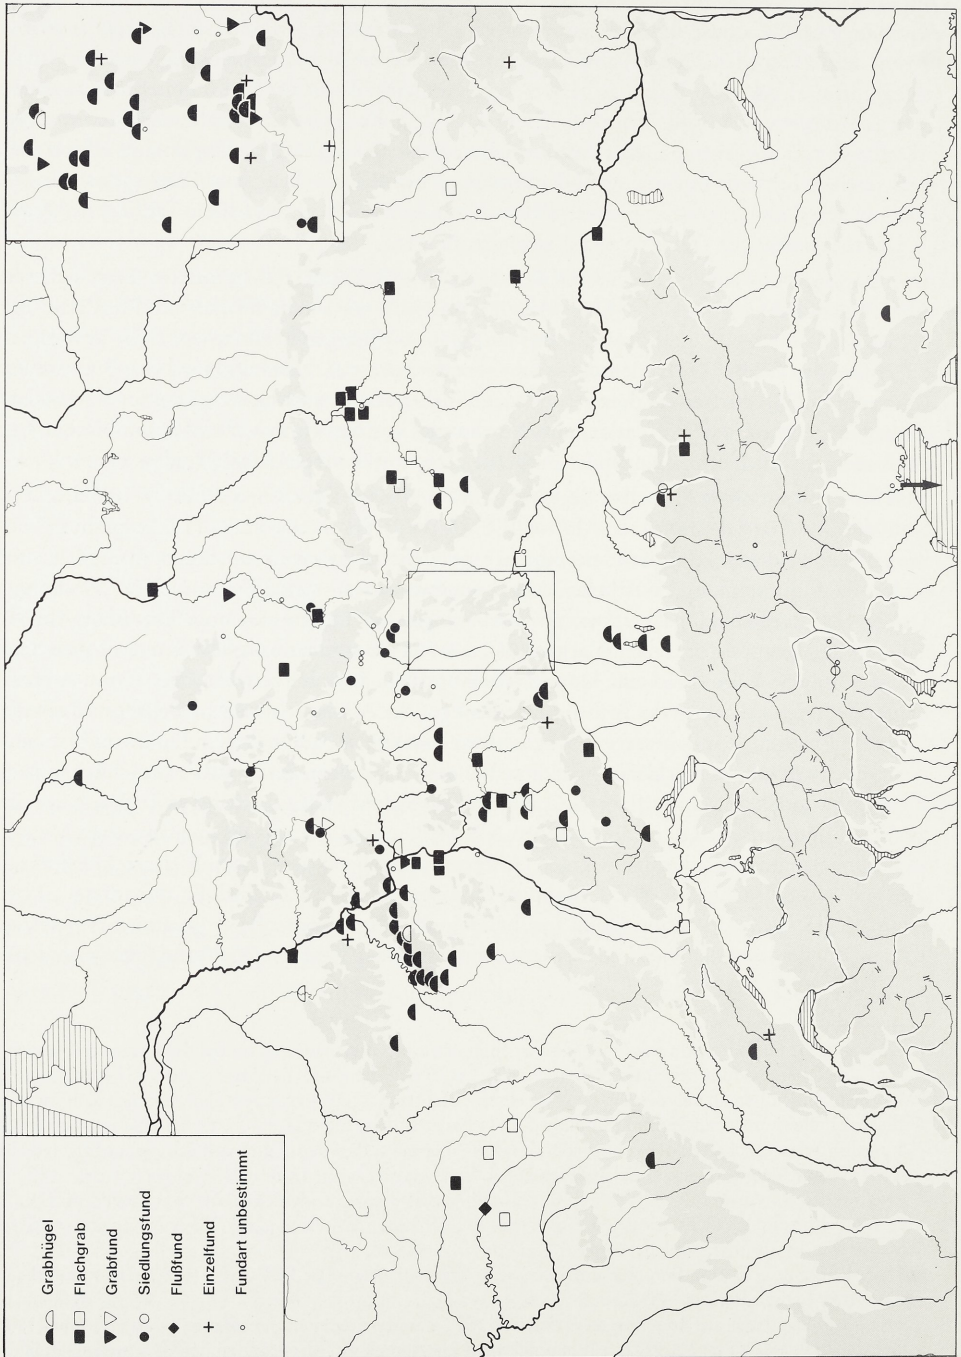 Grabhügel
Flachgrab
Grabfund
Siedlungsfund
Flußfund
Einzelfund
Fundart unbestimmt